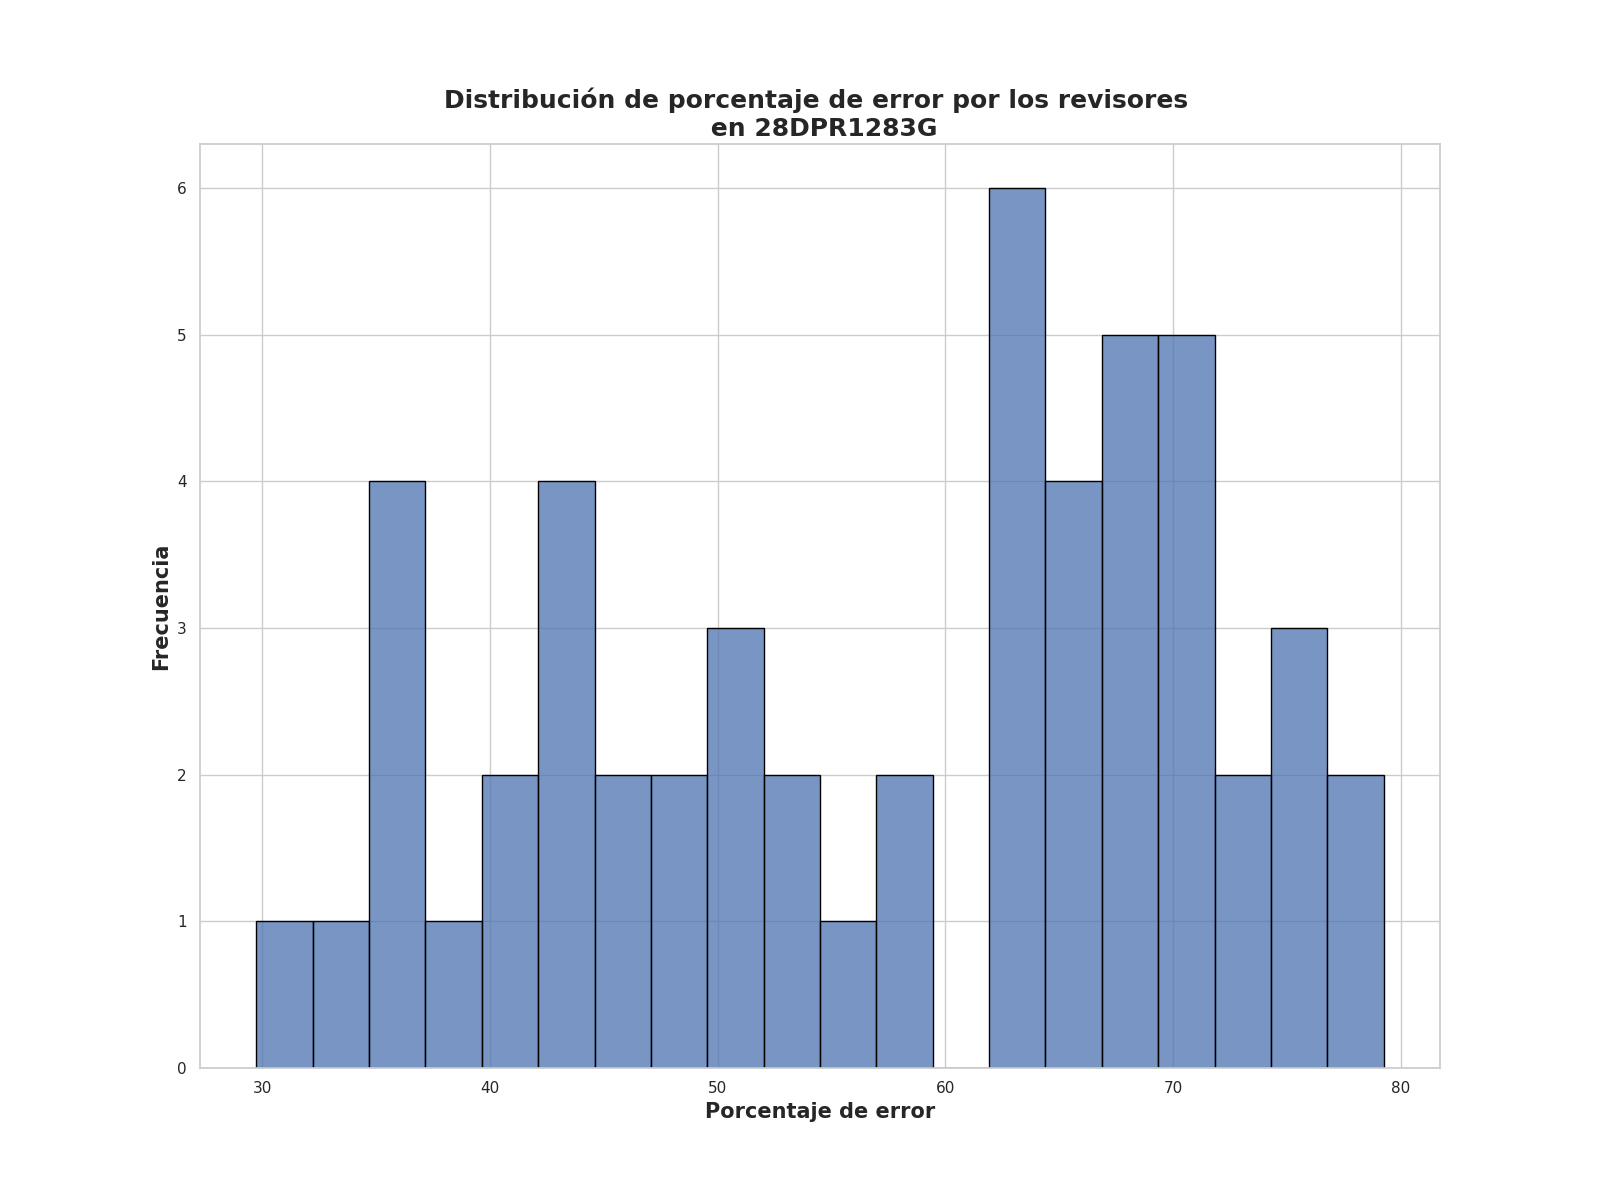 Distribución de porcentaje de error por los revisores
en 28DPR1283G
6
5
4
3
2
1
0
Frecuencia
30 40 50 60 70 80
Porcentaje de error